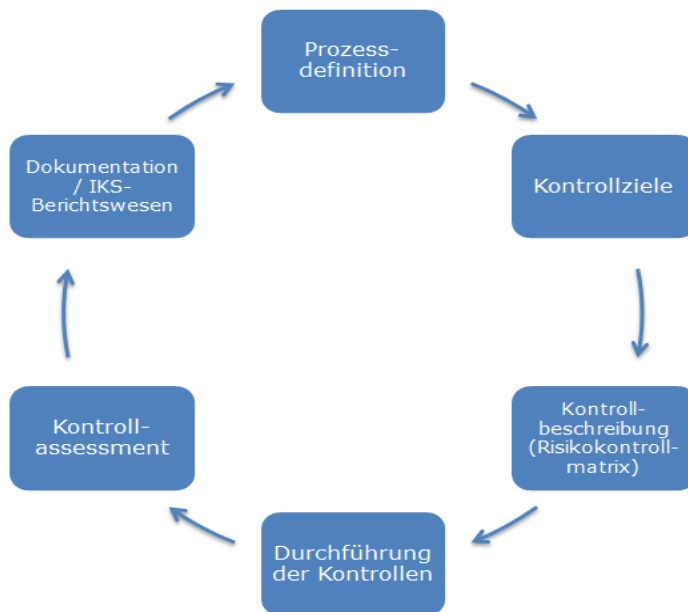 Prozess-
definition
Kontrollziele
Kontroll-
beschreibung
(Risikokontroll-
matrix)
Durchführung
der Kontrollen
Kontroll-
assessment
Dokumentation
/ IKS-
Berichtswesen